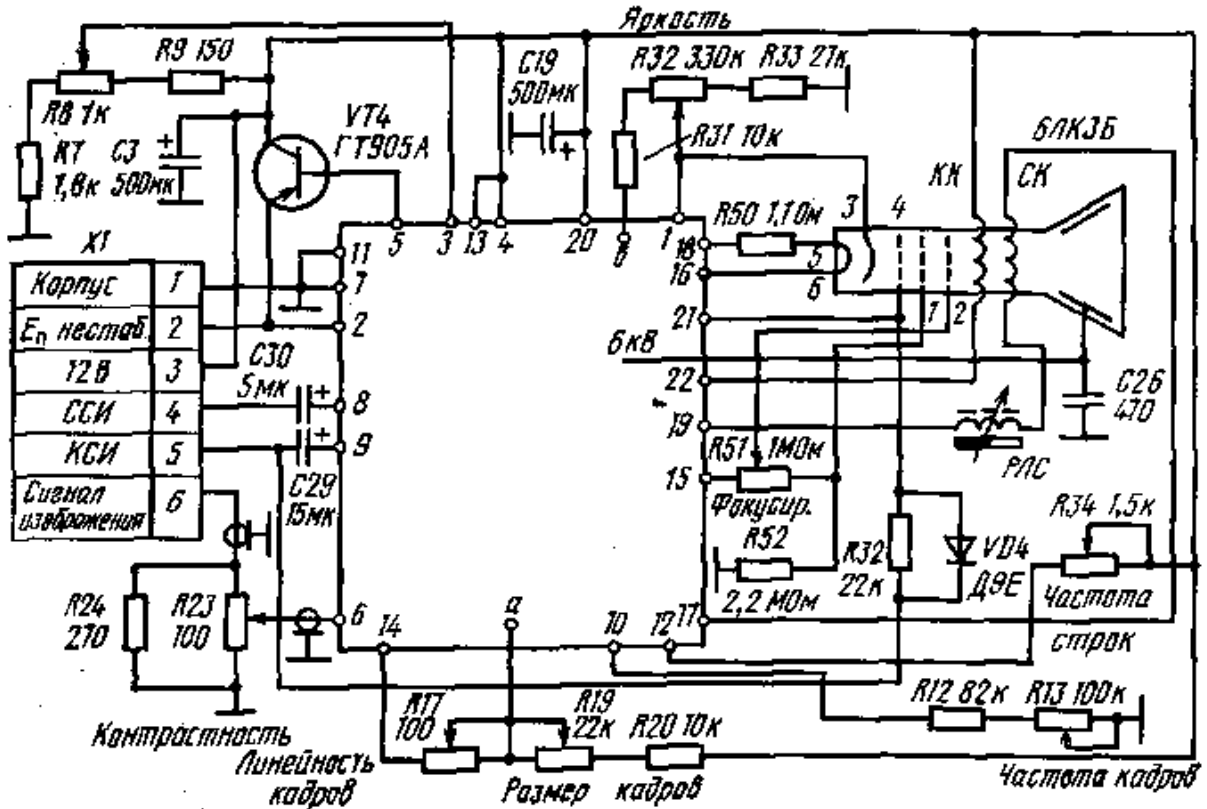 Яркость
R9 150
R8 1к
КТ
1,8к
C3
500мк
VT4
ГТ905А
C19
500мк
R32 330к
R33 27к
R31 10к
6ЛК3Б
КК
СК
5
3
13
4
20
8
1
18
R50 1,10м
3
4
5
6
1
2
16
21
6кВ
22
19
15
R51
1МОм
Фокусир.
R52
2,2 МОм
R32
22к
VD4
Д9Е
C26
470
РЛС
R34 1,5к
Частота
строк
17
X1
Корпус
1
Еп нестаб.
2
12В
3
ССИ
4
КСИ
5
Сигнал
изображения
6
11
7
2
C30
5мк
8
9
C29
15мк
R24
270
R23
100
6
14
а
10
12
Контрастность
R17
100
R19
22к
R20 10к
R12 82к
R13 100к
Линейность
кадров
Размер кадров
Частота кадров